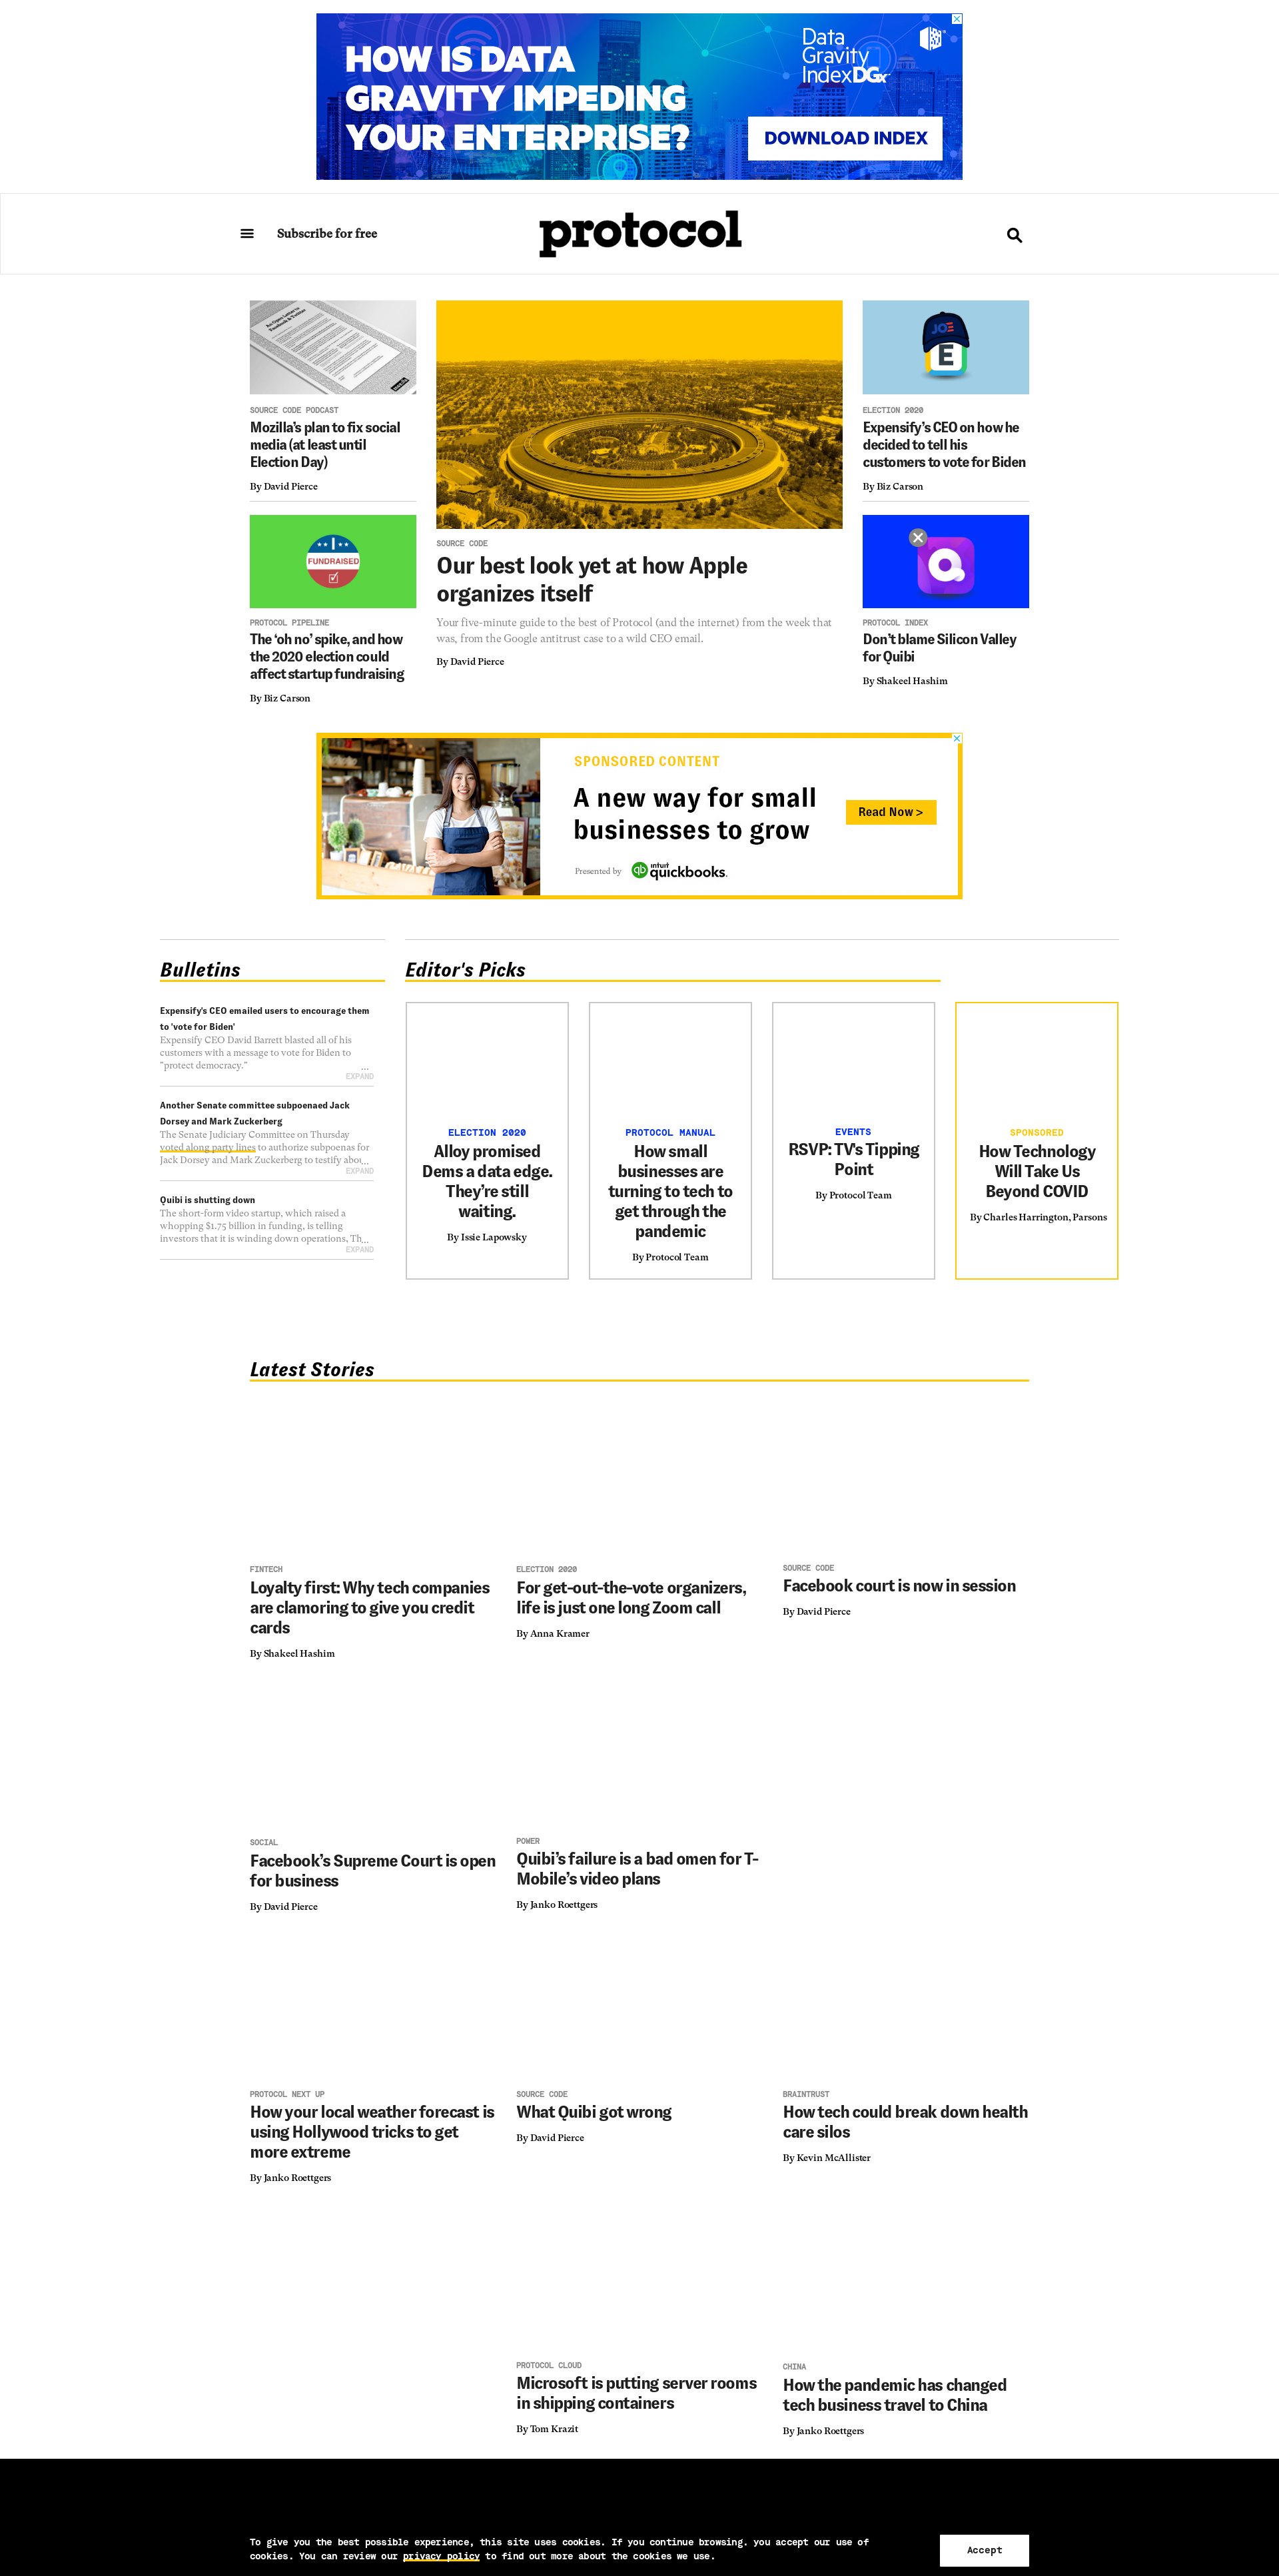 HOW IS DATA
GRAVITY IMPEDING
YOUR ENTERPRISE?
Data
Gravity
Index DGx
DOWNLOAD INDEX
Subscribe for free
protocol
An Open Letter to
Facebook & Twitter
SOURCE CODE PODCAST
Mozilla’s plan to fix social
media (at least until
Election Day)
By David Pierce
FUNDRAISED
PROTOCOL PIPELINE
The ‘oh no’ spike, and how
the 2020 election could
affect startup fundraising
By Biz Carson
SOURCE CODE
Our best look yet at how Apple
organizes itself
Your five-minute guide to the best of Protocol (and the internet) from the week that
was, from the Google antitrust case to a wild CEO email.
By David Pierce
JOE
E
ELECTION 2020
Expensify’s CEO on how he
decided to tell his
customers to vote for Biden
By Biz Carson
PROTOCOL INDEX
Don’t blame Silicon Valley
for Quibi
By Shakeel Hashim
SPONSORED CONTENT
A new way for small
businesses to grow
Presented by
intuit
quickbooks.
Read Now >
Bulletins
Expensify's CEO emailed users to encourage them
to 'vote for Biden'
Expensify CEO David Barrett blasted all of his
customers with a message to vote for Biden to
“protect democracy.”
...
EXPAND
Another Senate committee subpoenaed Jack
Dorsey and Mark Zuckerberg
The Senate Judiciary Committee on Thursday
voted along party lines to authorize subpoenas for
Jack Dorsey and Mark Zuckerberg to testify abou...
EXPAND
Quibi is shutting down
The short-form video startup, which raised a
whopping $1.75 billion in funding, is telling
investors that it is winding down operations, Th...
EXPAND
Editor's Picks
ELECTION 2020
Alloy promised
Dems a data edge.
They’re still
waiting.
By Issie Lapowsky
PROTOCOL MANUAL
How small
businesses are
turning to tech to
get through the
pandemic
By Protocol Team
EVENTS
RSVP: TV's Tipping
Point
By Protocol Team
SPONSORED
How Technology
Will Take Us
Beyond COVID
By Charles Harrington, Parsons
Latest Stories
FINTECH
Loyalty first: Why tech companies
are clamoring to give you credit
cards
By Shakeel Hashim
ELECTION 2020
For get-out-the-vote organizers,
life is just one long Zoom call
By Anna Kramer
SOURCE CODE
Facebook court is now in session
By David Pierce
SOCIAL
Facebook’s Supreme Court is open
for business
By David Pierce
POWER
Quibi’s failure is a bad omen for T-
Mobile’s video plans
By Janko Roettgers
PROTOCOL NEXT UP
How your local weather forecast is
using Hollywood tricks to get
more extreme
By Janko Roettgers
SOURCE CODE
What Quibi got wrong
By David Pierce
BRAINTRUST
How tech could break down health
care silos
By Kevin McAllister
PROTOCOL CLOUD
Microsoft is putting server rooms
in shipping containers
By Tom Krazit
CHINA
How the pandemic has changed
tech business travel to China
By Janko Roettgers
To give you the best possible experience, this site uses cookies. If you continue browsing. you accept our use of
cookies. You can review our privacy policy to find out more about the cookies we use.
Accept